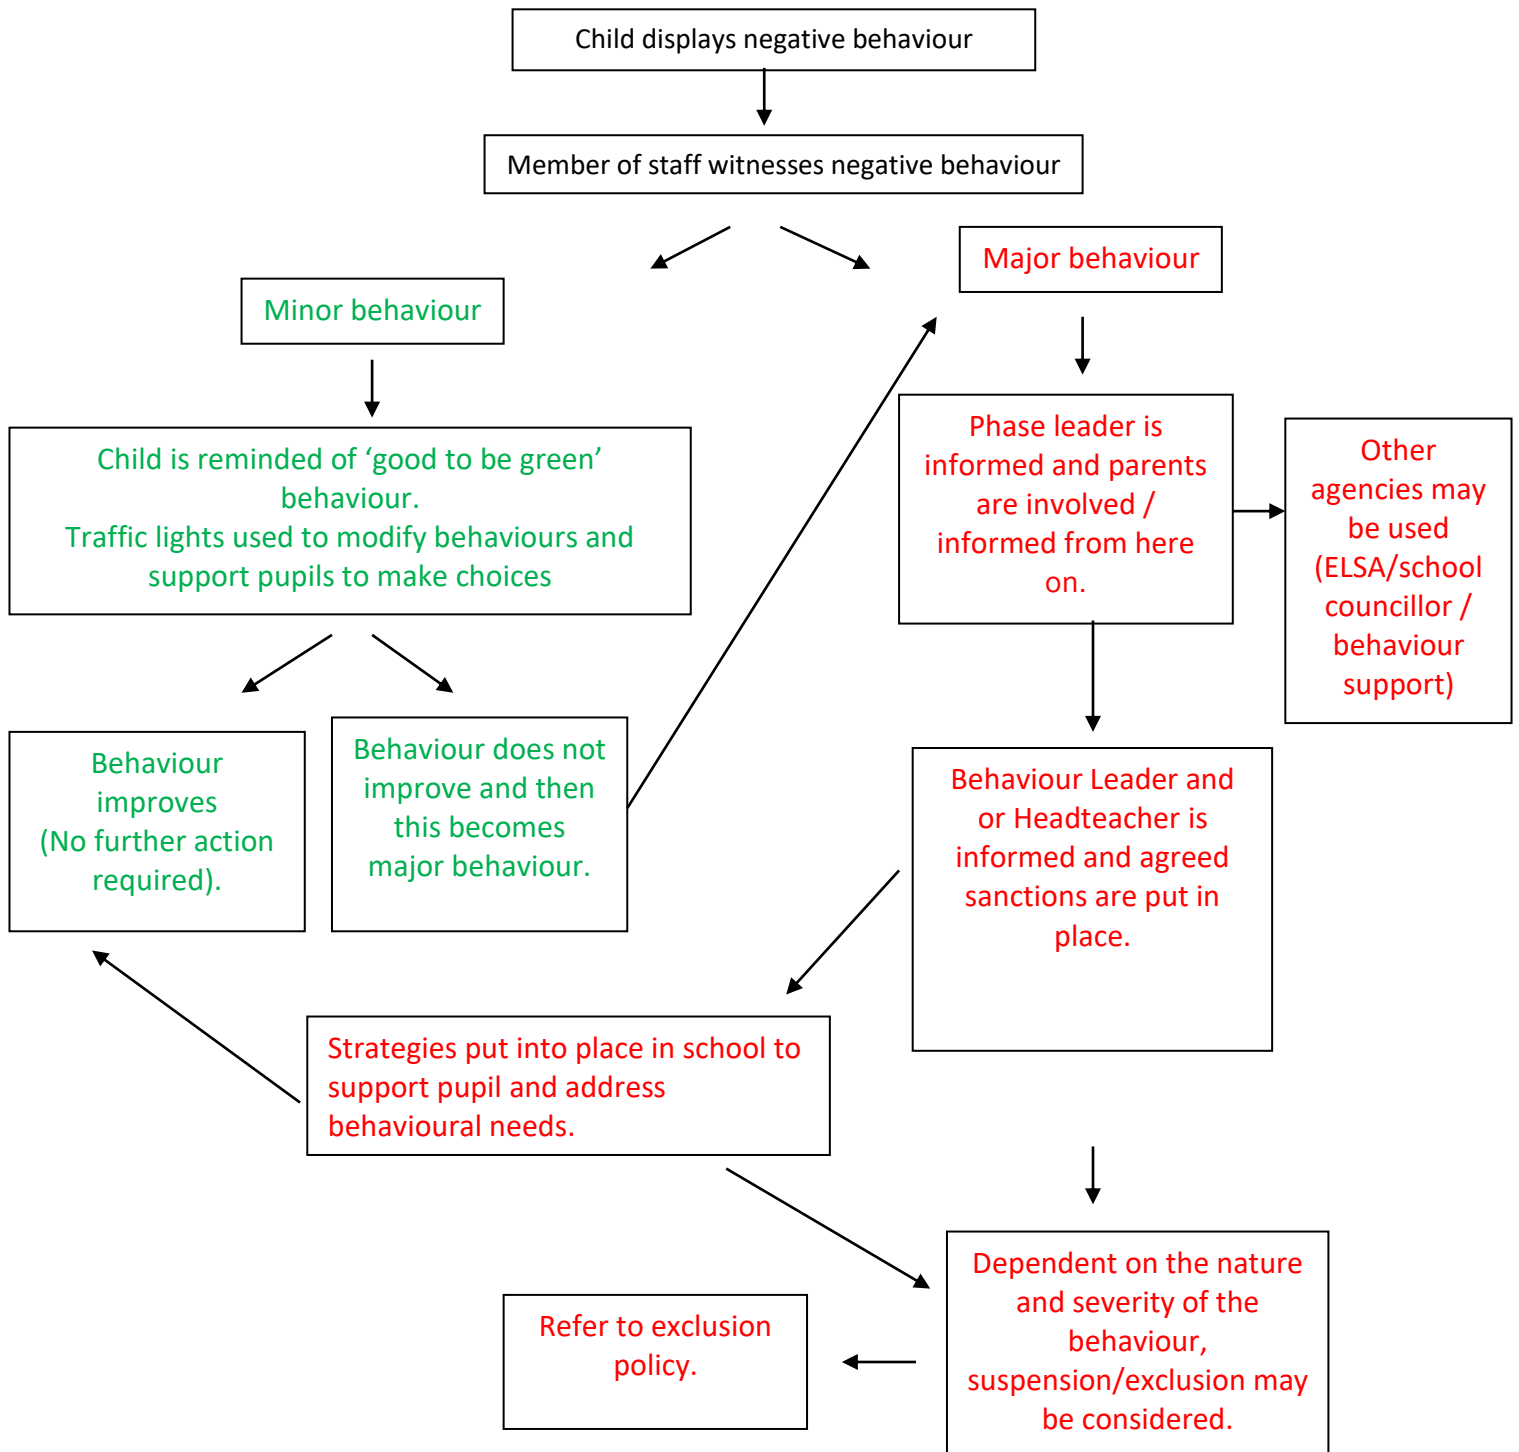 Child displays negative behaviour
Member of staff witnesses negative behaviour
Major behaviour
Minor behaviour
Phase leader is
informed and parents
are involved /
informed from here
on.
Other
agencies may
be used
(ELSA/school
councillor /
behaviour
support)
Child is reminded of ‘good to be green’
behaviour.
Traffic lights used to modify behaviours and
support pupils to make choices
Behaviour
improves
(No further action
required).
Behaviour does not
improve and then
this becomes
major behaviour.
Behaviour Leader and
or Headteacher is
informed and agreed
sanctions are put in
place.
Strategies put into place in school to
support pupil and address
behavioural needs.
Dependent on the nature
and severity of the
behaviour,
suspension/exclusion may
be considered.
Refer to exclusion
policy.